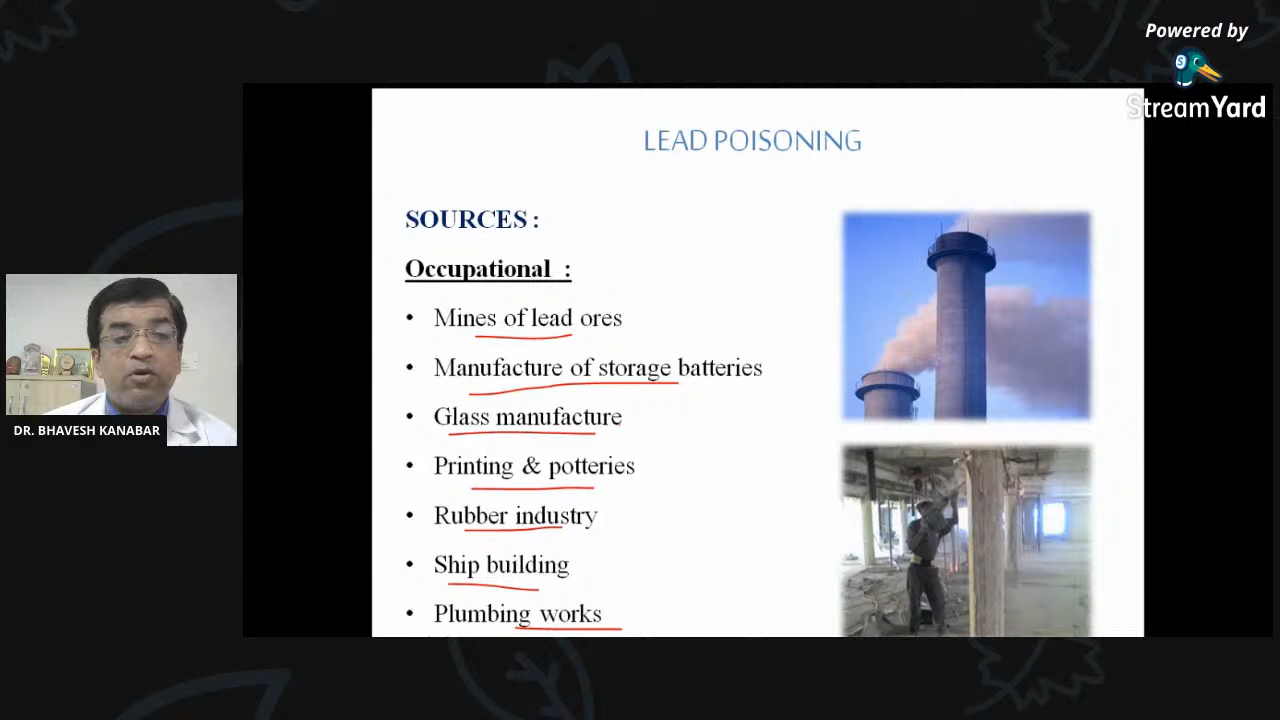 Powered by
StreamYard
LEAD POISONING
SOURCES :
Occupational :
• Mines of lead ores
• Manufacture of storage batteries
• Glass manufacture
• Printing & potteries
• Rubber industry
• Ship building
• Plumbing works
DR. BHAVESH KANABAR